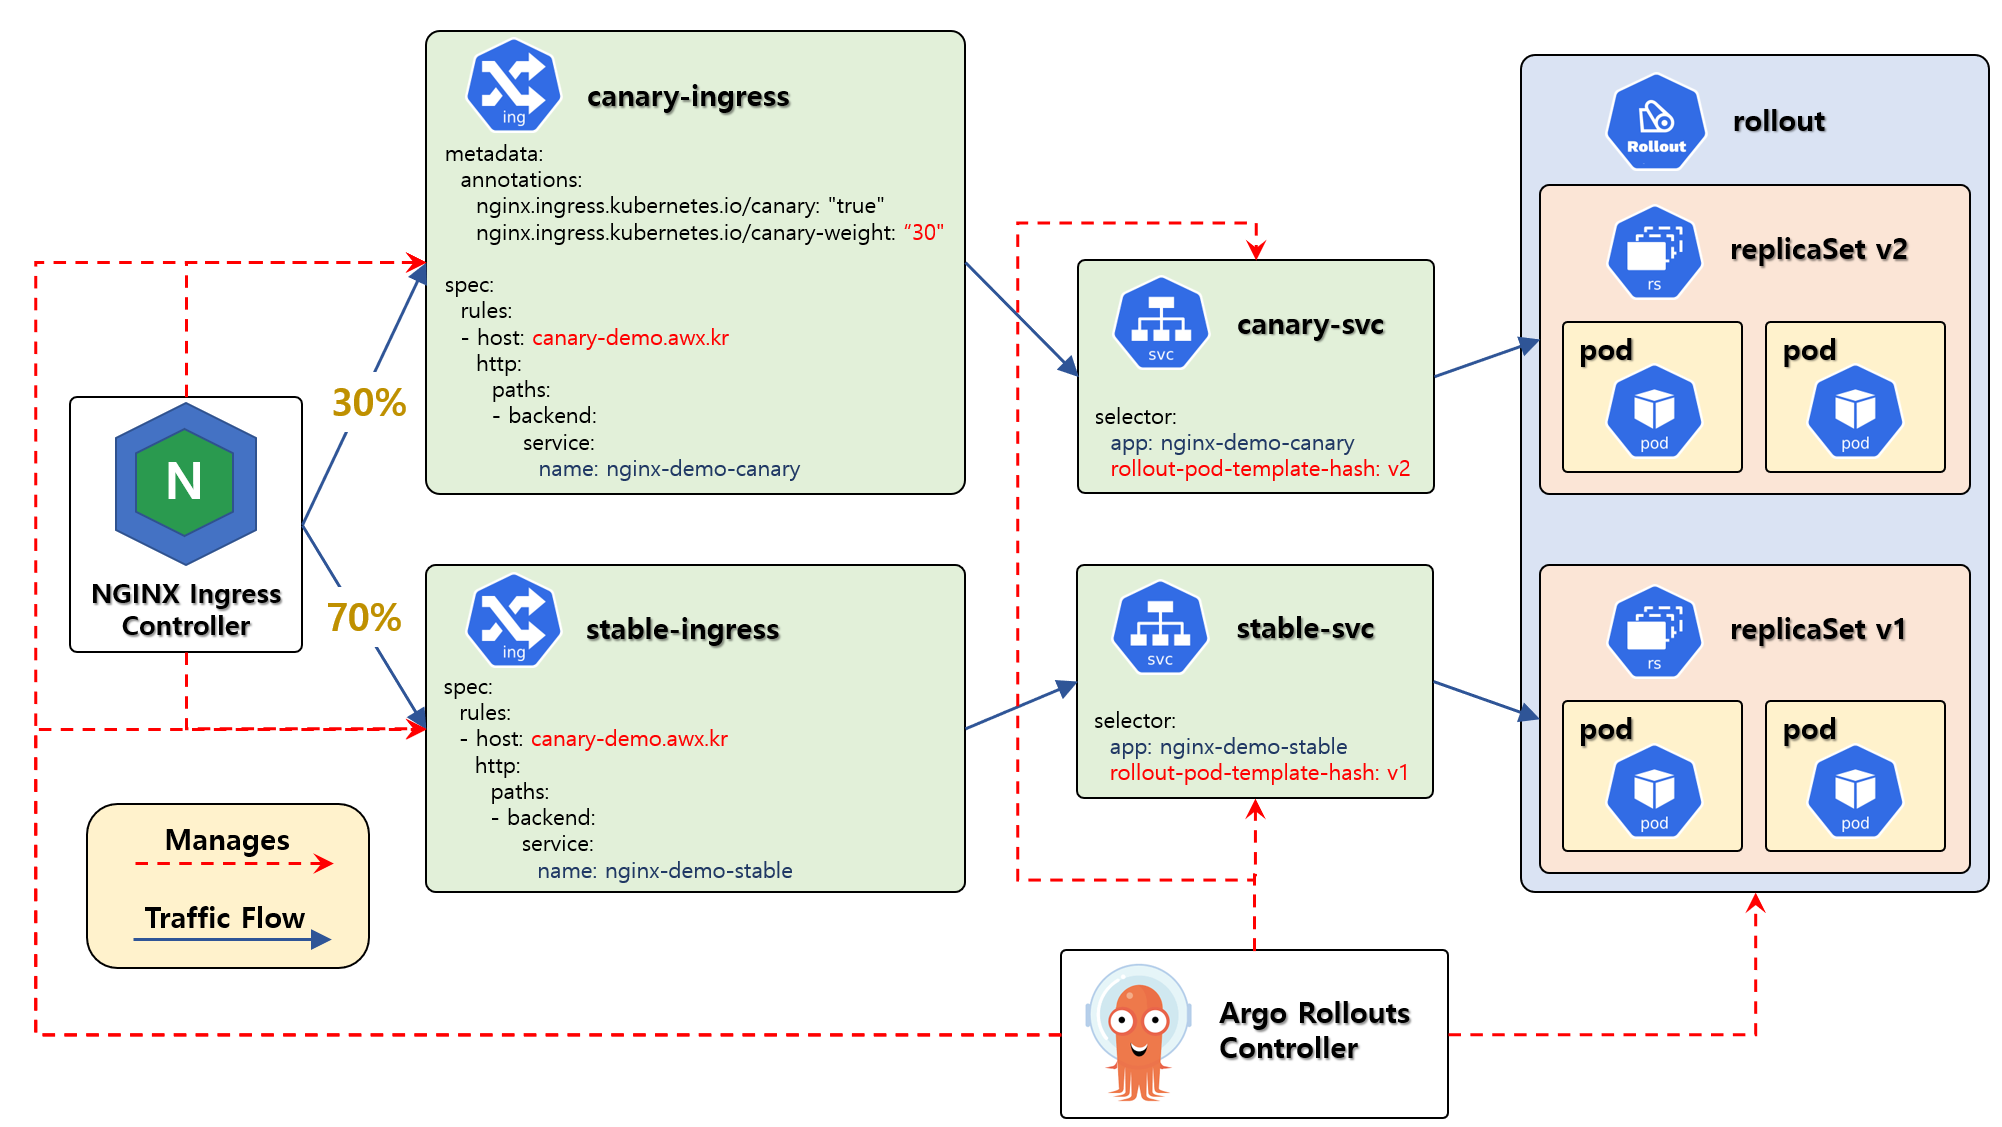 ing
canary-ingress
metadata:
annotations:
nginx.ingress.kubernetes.io/canary: "true"
nginx.ingress.kubernetes.io/canary-weight: “30"
spec:
rules:
- host: canary-demo.awx.kr
http:
paths:
- backend:
service:
name: nginx-demo-canary
30%
N
NGINX Ingress
Controller
70%
ing
stable-ingress
spec:
rules:
- host: canary-demo.awx.kr
http:
paths:
- backend:
service:
name: nginx-demo-stable
Manages
Traffic Flow
svc
canary-svc
selector:
app: nginx-demo-canary
rollout-pod-template-hash: v2
svc
stable-svc
selector:
app: nginx-demo-stable
rollout-pod-template-hash: v1
Rollout
rollout
rs
replicaSet v2
pod
pod
pod
pod
rs
replicaSet v1
pod
pod
pod
pod
Argo Rollouts
Controller